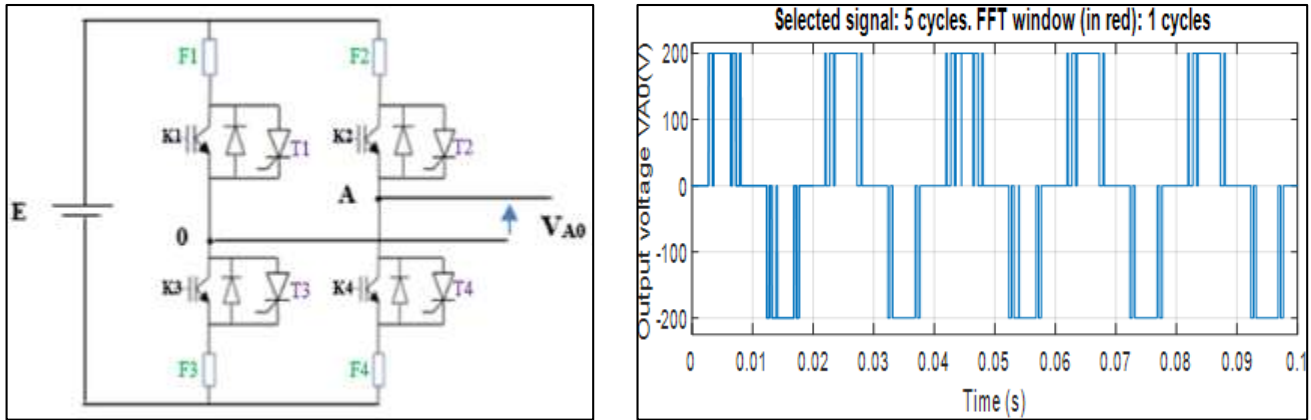 F1 F2
K1 T1 K2 T2
A
E
0 VA0
K3 T3 K4 T4
F3 F4
Selected signal: 5 cycles. FFT window (in red): 1 cycles
Output voltage VA0(V)
200
100
0
-100
-200
0 0.01 0.02 0.03 0.04 0.05 0.06 0.07 0.08 0.09 0.1
Time (s)